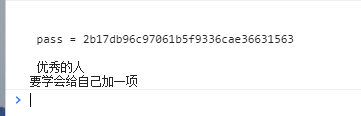 pass = 2b17db96c97061b5f9336cae36631563
优秀的人
要学会给自己加一项
>